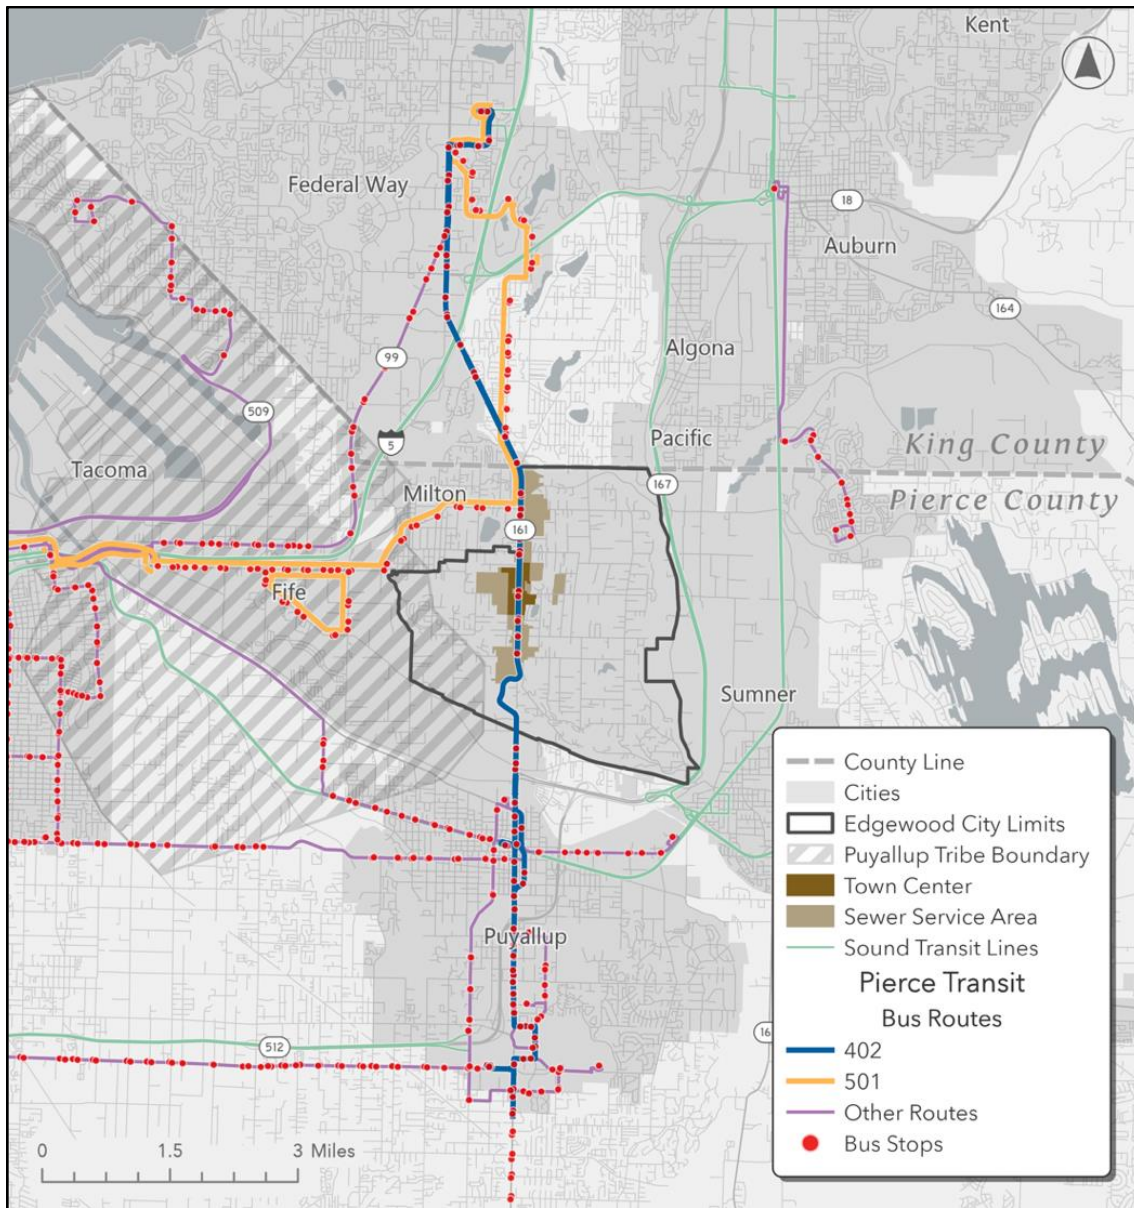 Kent
Federal Way
18
Auburn
164
Algona
99
509
5
Pacific
King County
Tacoma
Milton
167
Pierce County
161
Fife
Sumner
County Line
Cities
Edgewood City Limits
Puyallup Tribe Boundary
Town Center
Sewer Service Area
Sound Transit Lines
Pierce Transit
Bus Routes
402
501
Other Routes
Bus Stops
Puyallup
512
0 1.5 3 Miles